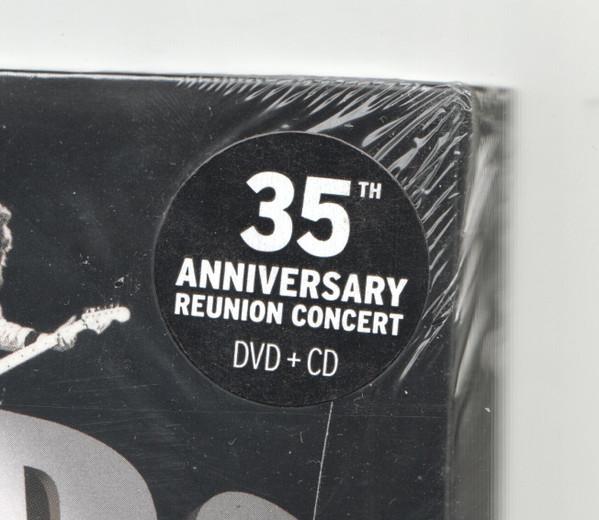 35TH
ANNIVERSARY
REUNION CONCERT
DVD + CD